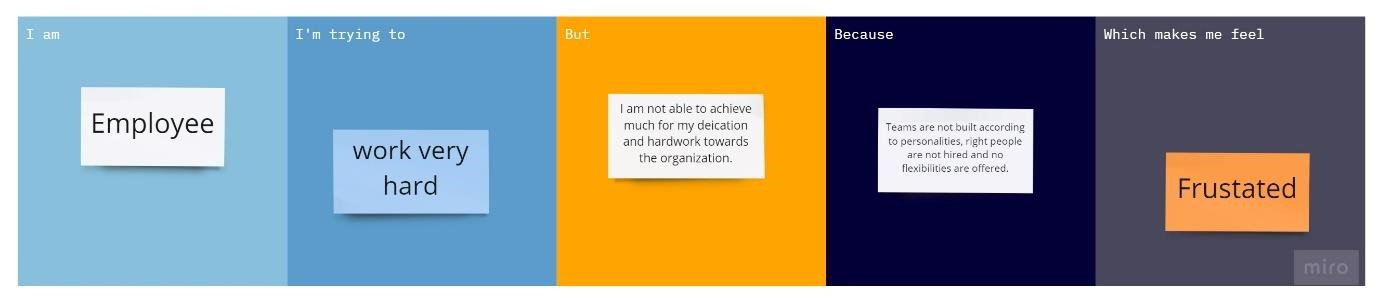 I am
Employee
I'm trying to
work very
hard
But
I am not able to achieve
much for my deication
and hardwork towards
the organization.
Because
Teams are not built according
to personalities, right people
are not hired and no
flexibilities are offered.
Which makes me feel
Frustated
miro